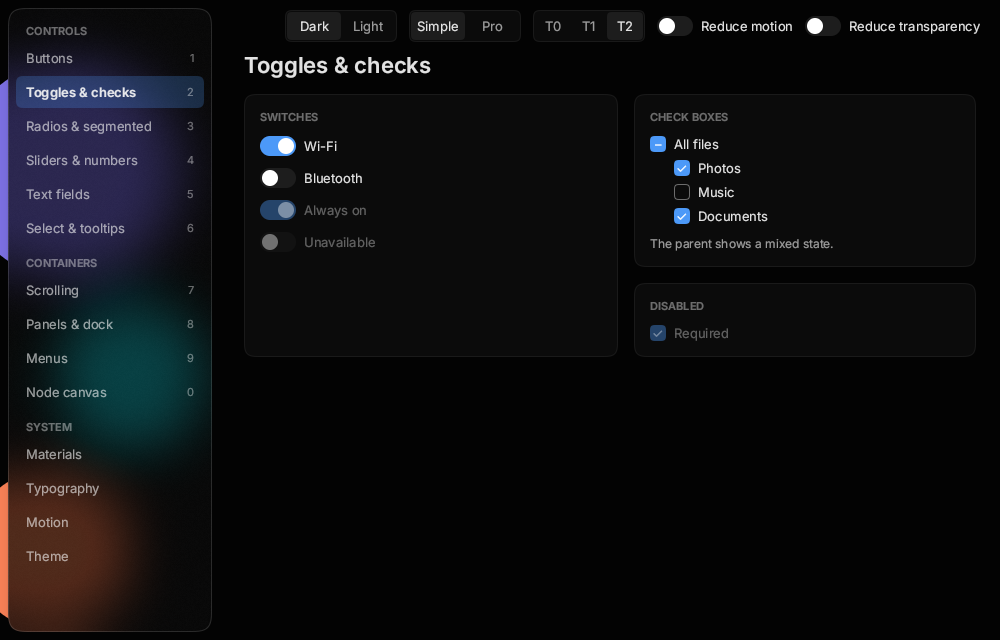 CONTROLS
Buttons 1
Toggles & checks 2
Radios & segmented 3
Sliders & numbers 4
Text fields 5
Select & tooltips 6
CONTAINERS
Scrolling 7
Panels & dock 8
Menus 9
Node canvas 0
SYSTEM
Materials
Typography
Motion
Theme
Dark Light Simple Pro T0 T1 T2 Reduce motion Reduce transparency
Toggles & checks
SWITCHES
Wi-Fi
Bluetooth
Always on
Unavailable
CHECK BOXES
All files
Photos
Music
Documents
The parent shows a mixed state.
DISABLED
Required